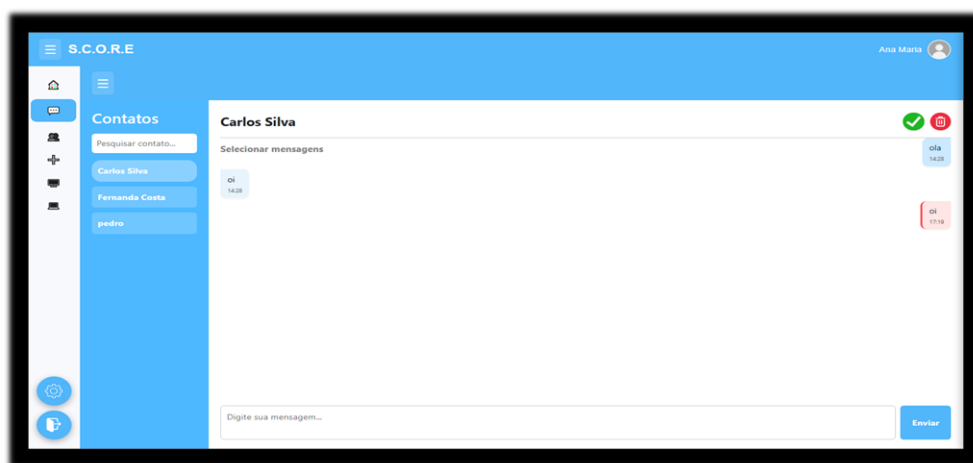 S.C.O.R.E
Ana Maria
Contatos
Pesquisar contato...
Carlos Silva
Fernanda Costa
pedro
Carlos Silva
Selecionar mensagens
ola
14:28
oi
14:28
oi
17:19
Digite sua mensagem...
Enviar